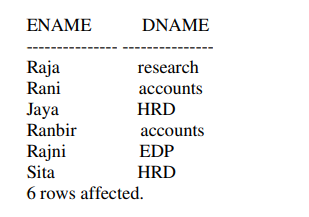 ENAME DNAME
--------------- ---------------
Raja research
Rani accounts
Jaya HRD
Ranbir accounts
Rajni EDP
Sita HRD
6 rows affected.